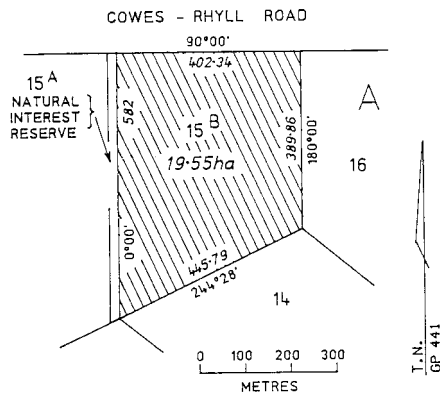 COWES - RHYLL ROAD
90°00'
402·34
15A
NATURAL
INTEREST
RESERVE
582
15B
19·55ha
389·86
180°00'
A
16
0°00'
445·79
244°28'
14
0 100 200 300
METRES
T.N.
GP 441